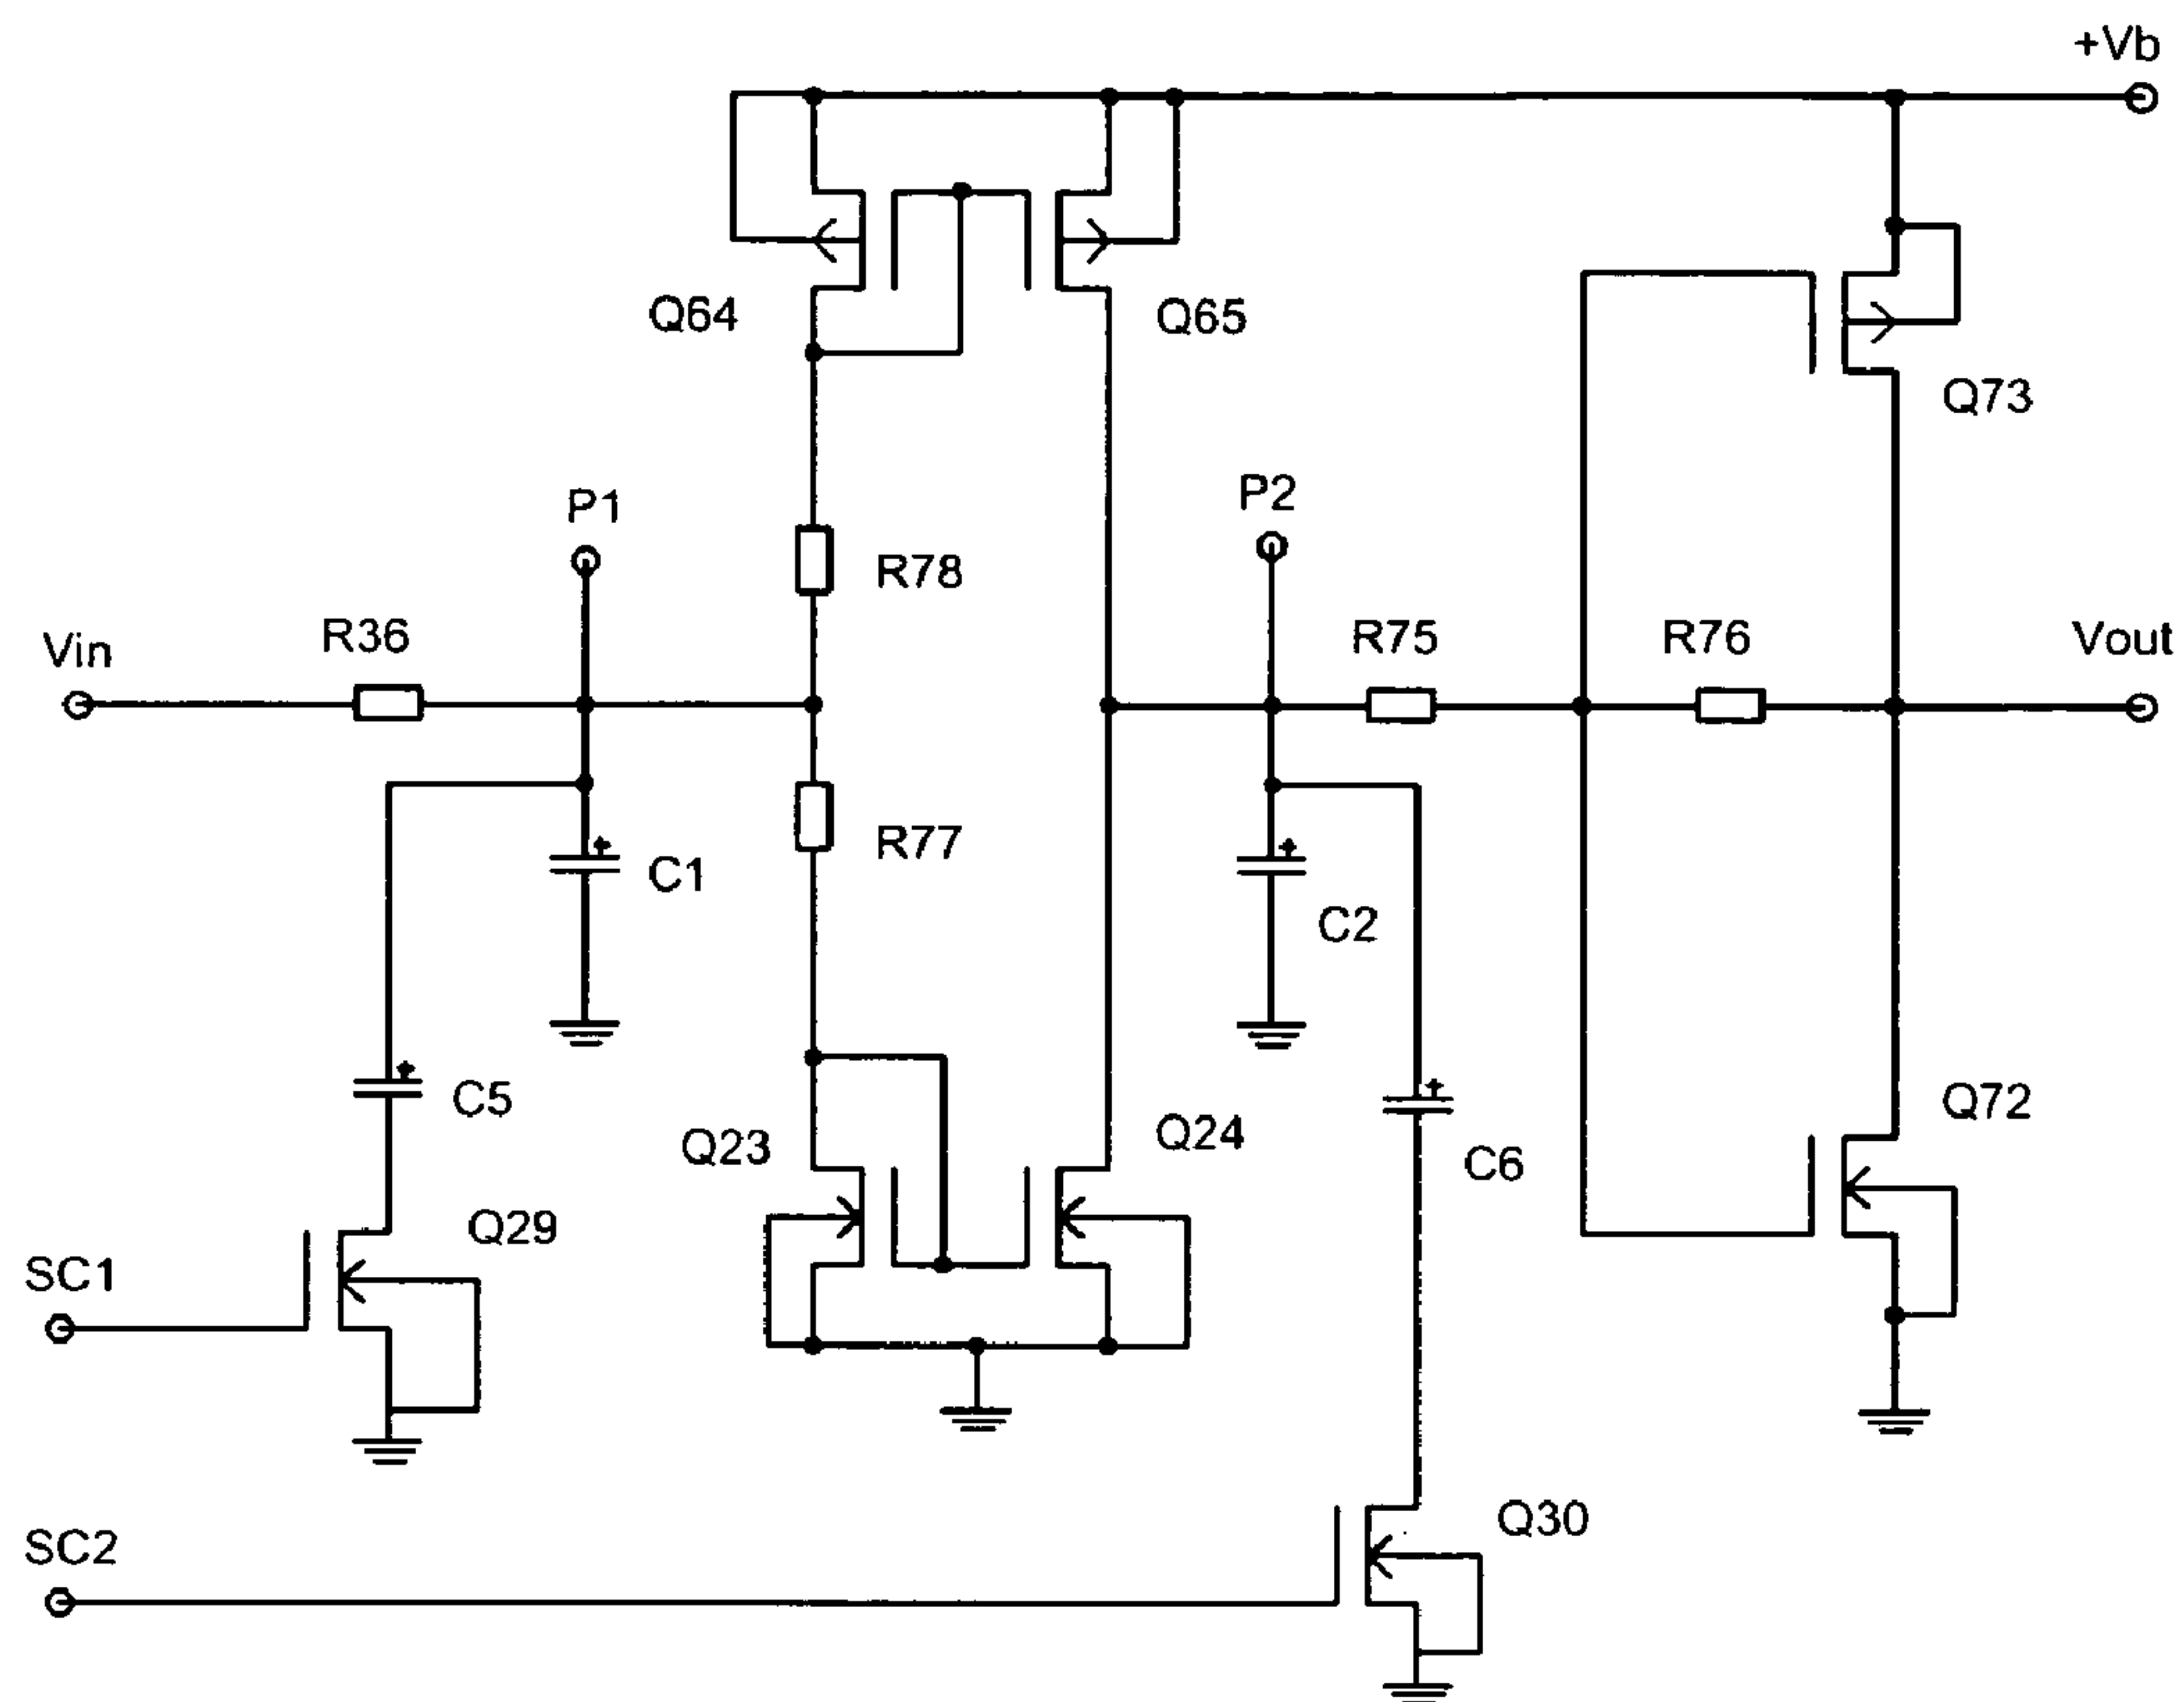 +Vb
Q64
Q65
Q73
P1
P2
R78
Vin
R36
R75
R76
Vout
R77
C1
C2
C5
Q23
Q24
Q72
C6
Q29
SC1
Q30
SC2